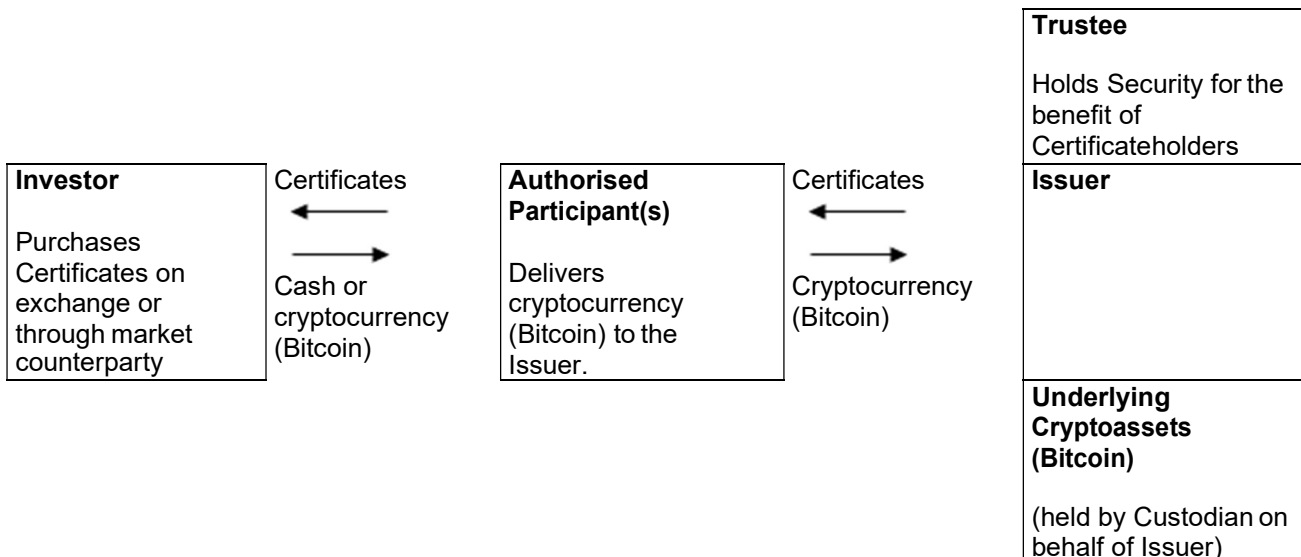 Trustee
Holds Security for the
benefit of
Certificateholders
Investor
Purchases
Certificates on
exchange or
through market
counterparty
Certificates
Cash or
cryptocurrency
(Bitcoin)
Authorised
Participant(s)
Delivers
cryptocurrency
(Bitcoin) to the
Issuer.
Certificates
Cryptocurrency
(Bitcoin)
Issuer
Underlying
Cryptoassets
(Bitcoin)
(held by Custodian on
behalf of Issuer)